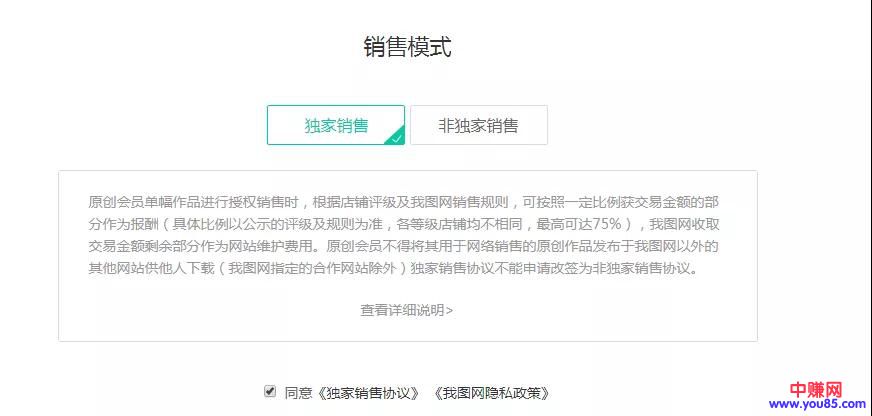 销售模式
独家销售
非独家销售
原创会员单幅作品进行授权销售时，根据店铺评级及我图网销售规则，可按照一定比例获交易金额的部
分作为报酬（具体比例以公示的评级及规则为准，各等级店铺均不相同，最高可达75%），我图网收取
交易金额剩余部分作为网站维护费用。原创会员不得将其用于网络销售的原创作品发布于我图网以外的
其他网站供他人下载（我图网指定的合作网站除外）独家销售协议不能申请改签为非独家销售协议。
查看详细说明>
同意《独家销售协议》 《我图网隐私政策》
中赚网
www.you85.com